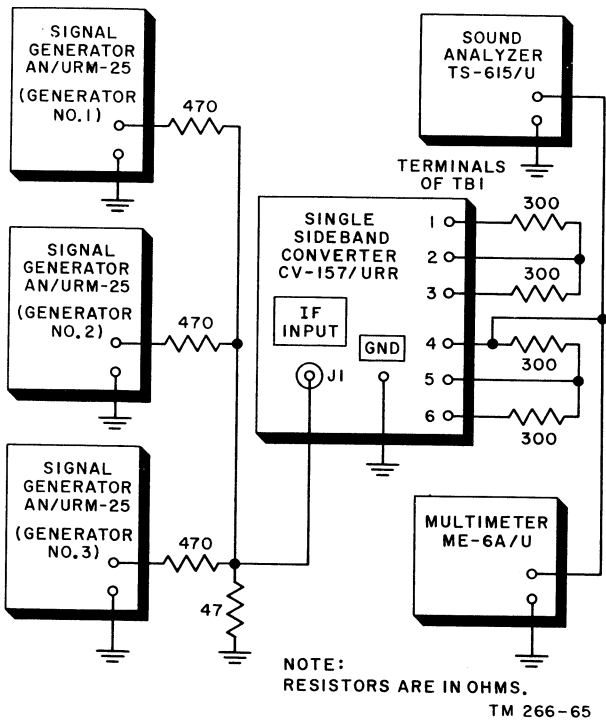 SIGNAL
GENERATOR
AN/URM-25
(GENERATOR
NO.1)
470
SIGNAL
GENERATOR
AN/URM-25
(GENERATOR
NO.2)
470
SIGNAL
GENERATOR
AN/URM-25
(GENERATOR
NO.3)
470
47
SOUND
ANALYZER
TS-615/U
TERMINALS
OF TB1
SINGLE
SIDEBAND
CONVERTER
CV-157/URR
IF
INPUT
J1
GND
1
2
3
4
5
6
300
300
300
300
MULTIMETER
ME-6A/U
NOTE:
RESISTORS ARE IN OHMS.
TM 266-65